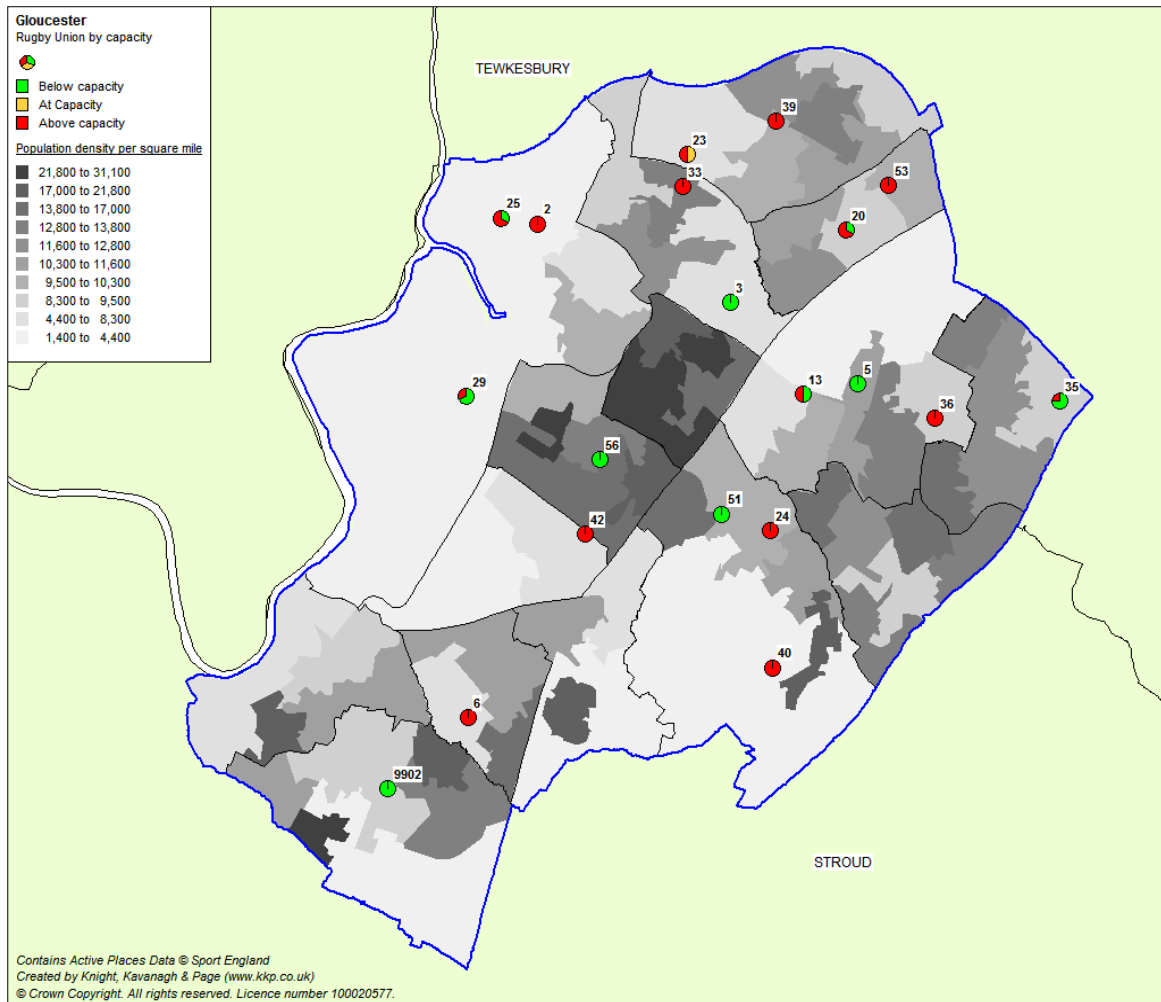 Gloucester
Rugby Union by capacity
Below capacity
At Capacity
Above capacity
Population density per square mile
21,800 to 31,100
17,000 to 21,800
13,800 to 17,000
12,800 to 13,800
11,600 to 12,800
10,300 to 11,600
9,500 to 10,300
8,300 to 9,500
4,400 to 8,300
1,400 to 4,400
TEWKESBURY
39
23
33
53
25
2
20
3
29
13
5
35
36
56
51
24
42
40
6
9902
STROUD
Contains Active Places Data © Sport England
Created by Knight, Kavanagh & Page (www.kkp.co.uk)
© Crown Copyright. All rights reserved. Licence number 100020577.